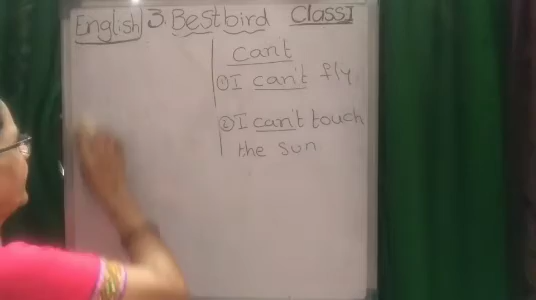 English 3. Best bird Class I
can't
① I can't fly
② I can't touch
the sun